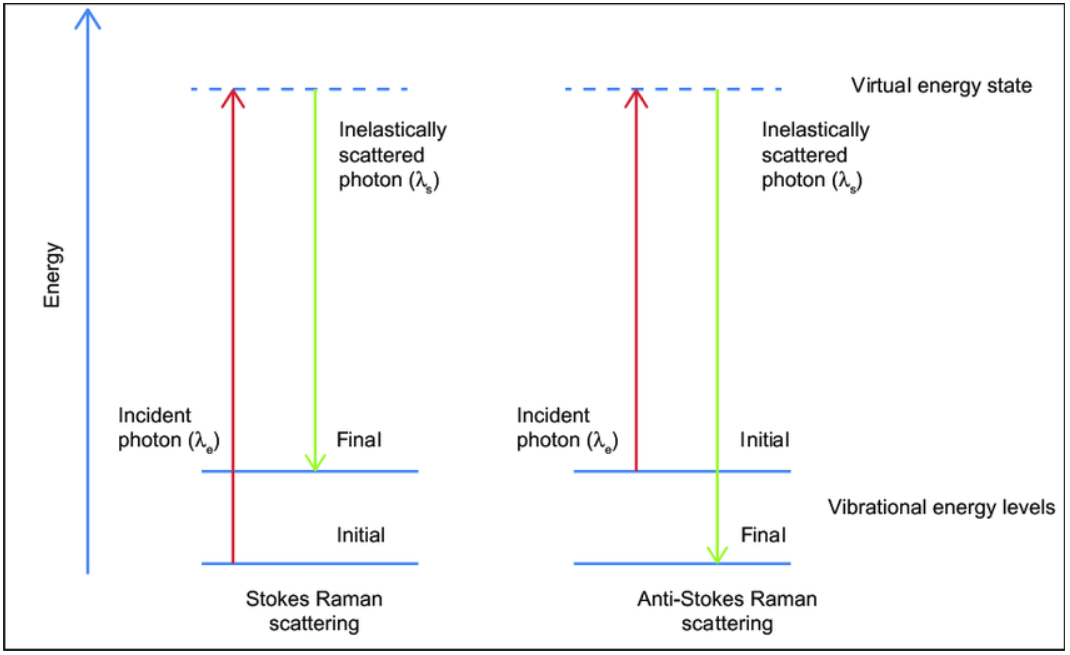 Virtual energy state
Inelastically
scattered
photon (λs)
Inelastically
scattered
photon (λs)
Energy
Incident
photon (λe)
Final
Initial
Incident
photon (λe)
Initial
Final
Vibrational energy levels
Stokes Raman
scattering
Anti-Stokes Raman
scattering